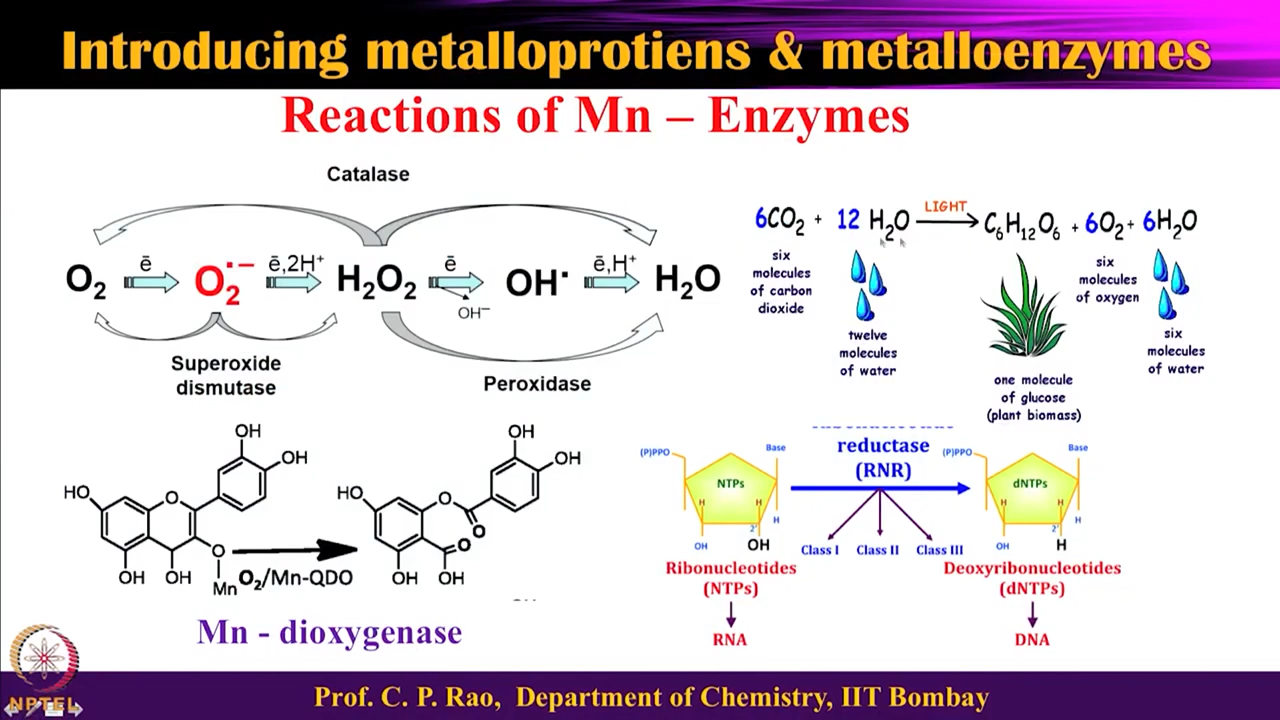 Introducing metalloprotiens & metalloenzymes
Reactions of Mn – Enzymes
Catalase
O2 ē O2˙– ē,2H+ H2O2 ē OH˙ ē,H+ H2O
OH–
Superoxide
dismutase
Peroxidase
6CO2 + 12 H2O LIGHT C6H12O6 + 6O2 + 6H2O
six
molecules
of carbon
dioxide
twelve
molecules
of water
one molecule
of glucose
(plant biomass)
six
molecules
of oxygen
six
molecules
of water
OH
OH
HO
O
O
OH
OH
Mn
O2/Mn-QDO
OH
OH
HO
O
O
O
OH
OH
Mn - dioxygenase
reductase
(RNR)
(P)PPO
Base
NTPs
H
H
H
2'
OH
OH
Class I
Class II
Class III
(P)PPO
Base
dNTPs
H
H
H
2'
OH
H
Ribonucleotides
(NTPs)
RNA
Deoxyribonucleotides
(dNTPs)
DNA
NPTEL
Prof. C. P. Rao, Department of Chemistry, IIT Bombay